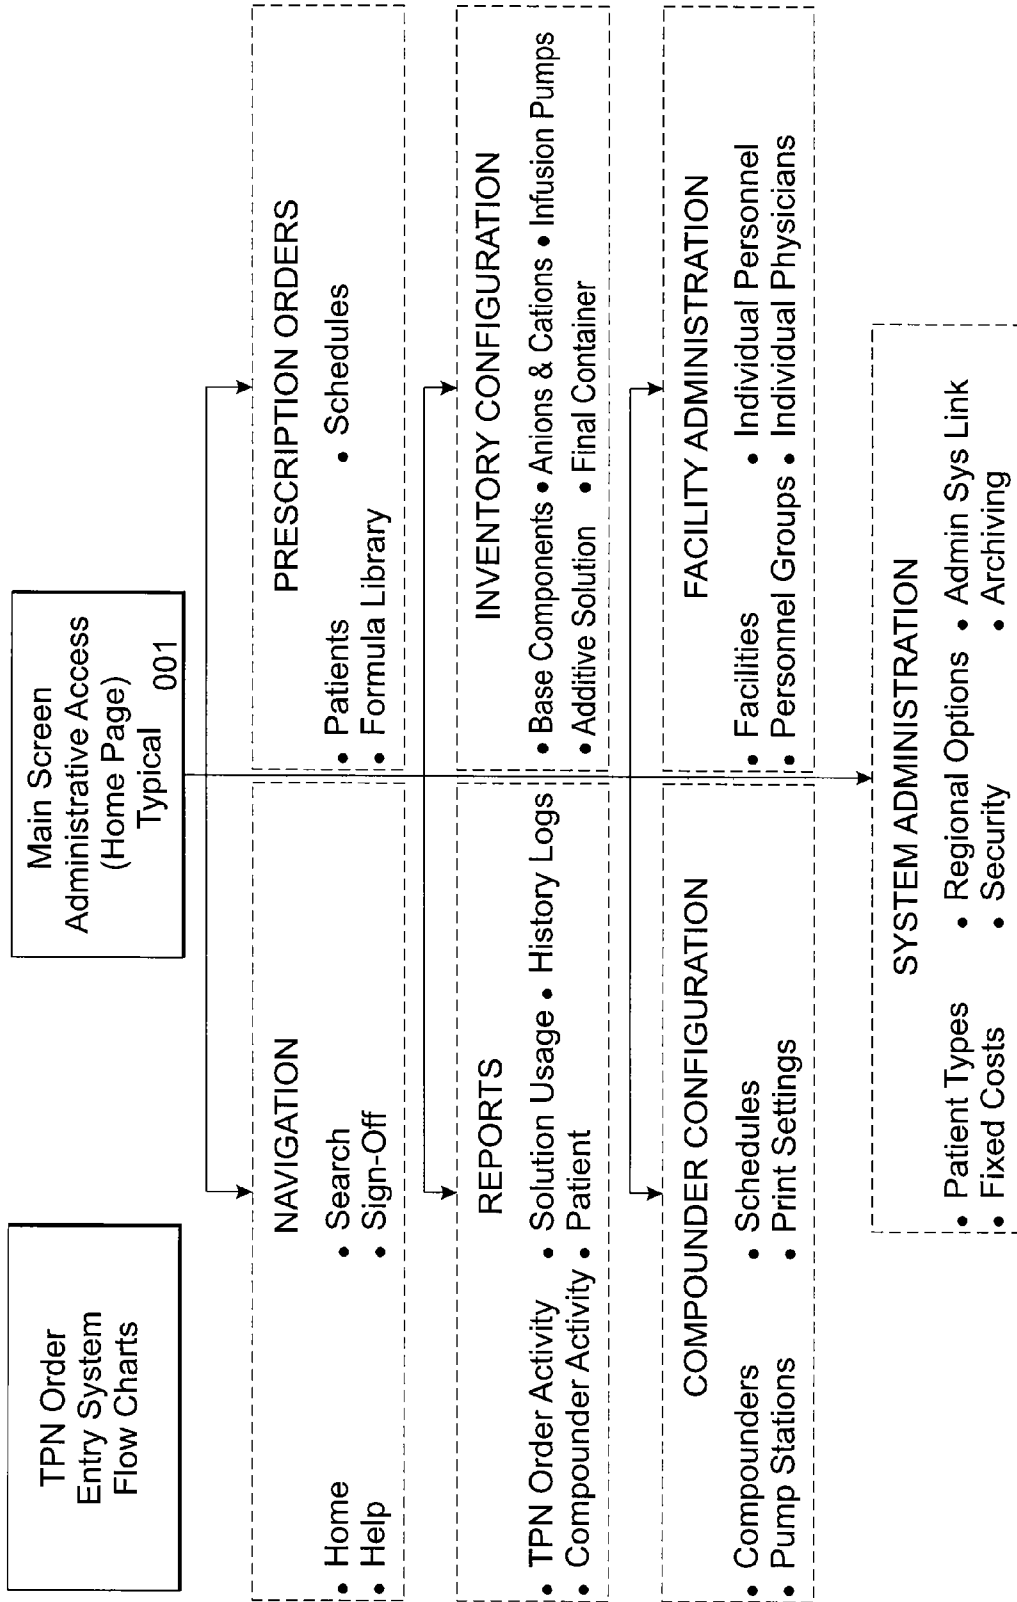 TPN Order
Entry System
Flow Charts
Main Screen
Administrative Access
(Home Page)
Typical 001
NAVIGATION
• Home • Search
• Help • Sign-Off
PRESCRIPTION ORDERS
• Patients • Schedules
• Formula Library
REPORTS
• TPN Order Activity • Solution Usage • History Logs
• Compounder Activity • Patient
INVENTORY CONFIGURATION
• Base Components • Anions & Cations • Infusion Pumps
• Additive Solution • Final Container
COMPOUNDER CONFIGURATION
• Compounders • Schedules
• Pump Stations • Print Settings
FACILITY ADMINISTRATION
• Facilities • Individual Personnel
• Personnel Groups • Individual Physicians
SYSTEM ADMINISTRATION
• Patient Types • Regional Options • Admin Sys Link
• Fixed Costs • Security • Archiving